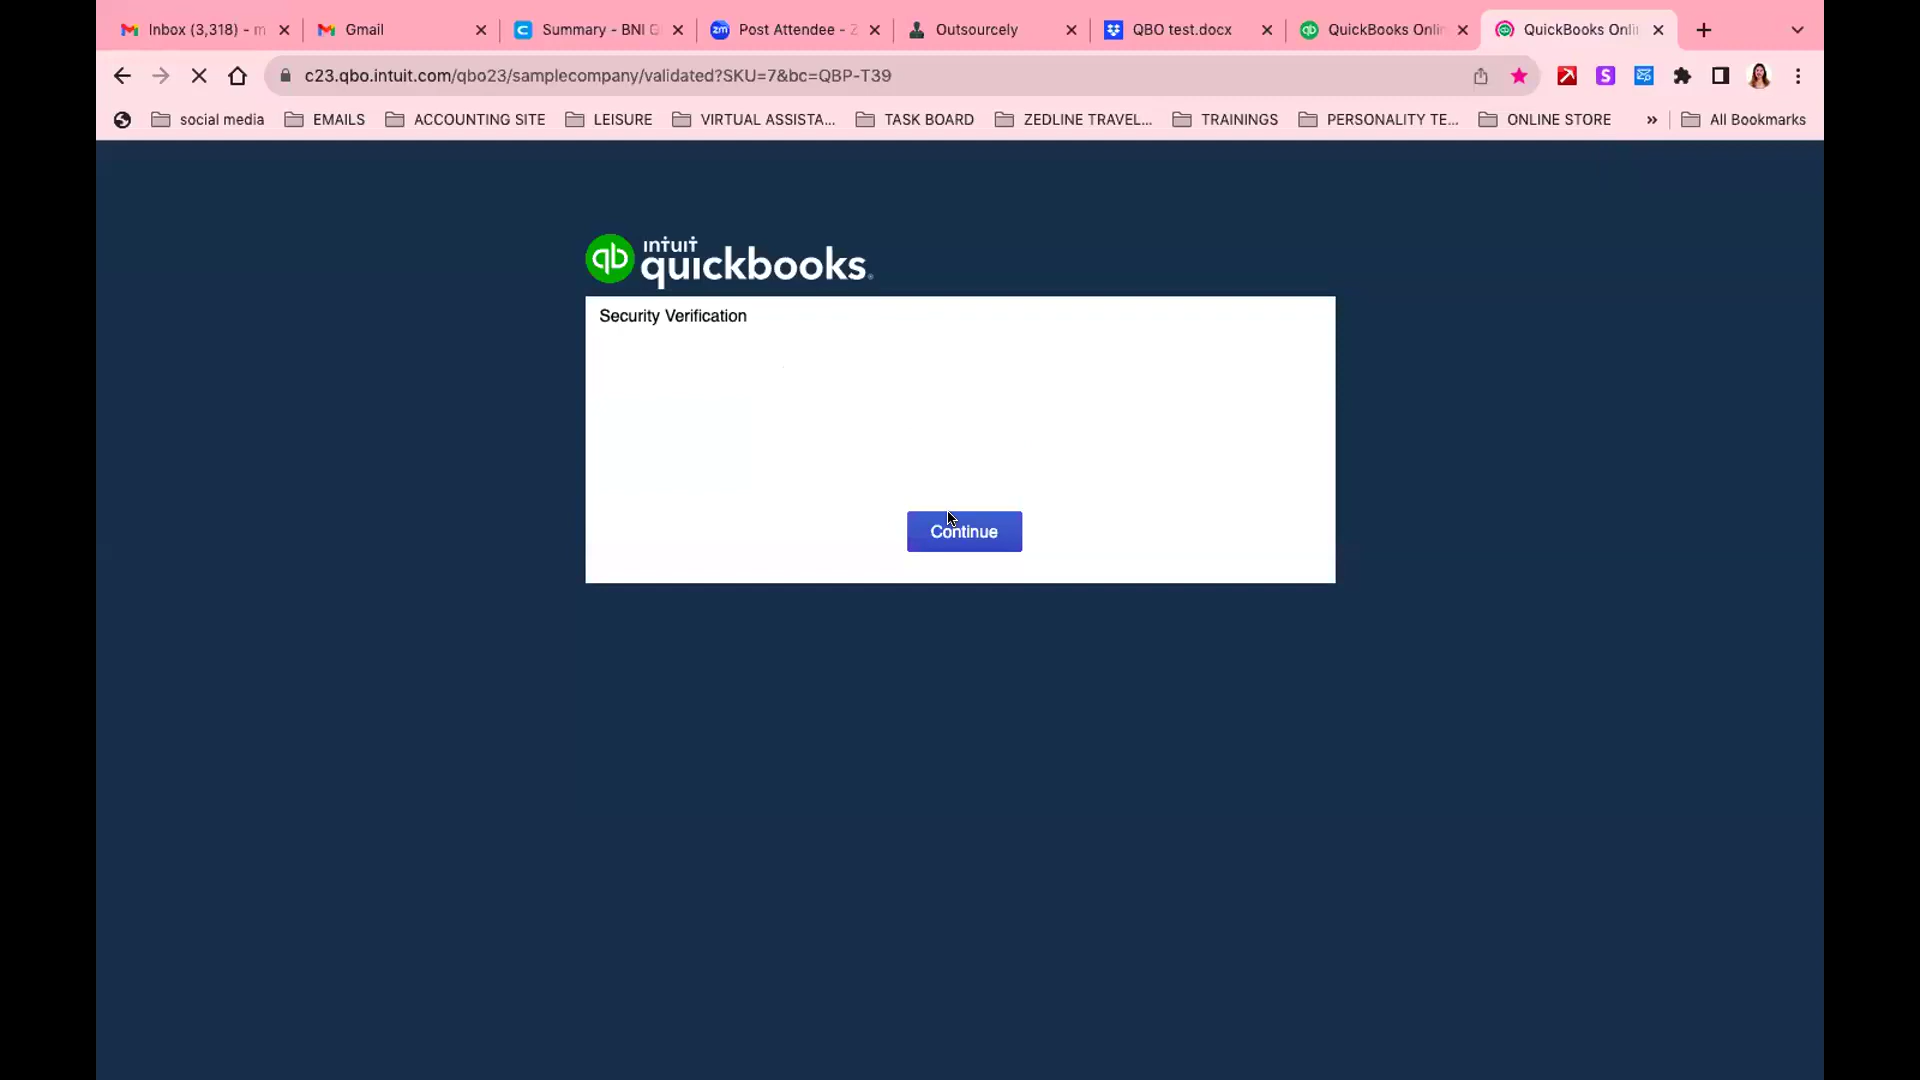 Inbox (3,318) - m
Gmail
Summary - BNI G
Post Attendee - Z
Outsourcely
QBO test.docx
QuickBooks Onlin
QuickBooks Onli
c23.qbo.intuit.com/qbo23/samplecompany/validated?SKU=7&bc=QBP-T39
social media
EMAILS
ACCOUNTING SITE
LEISURE
VIRTUAL ASSISTA...
TASK BOARD
ZEDLINE TRAVEL...
TRAININGS
PERSONALITY TE...
ONLINE STORE
»
All Bookmarks
qb intuit quickbooks.
Security Verification
Continue